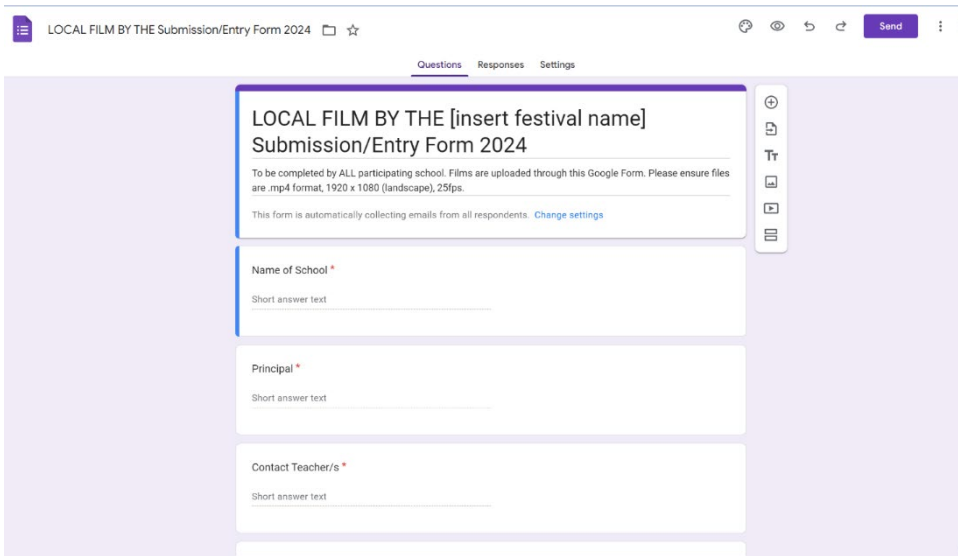 LOCAL FILM BY THE Submission/Entry Form 2024
Send
Questions Responses Settings
LOCAL FILM BY THE [insert festival name]
Submission/Entry Form 2024
To be completed by ALL participating school. Films are uploaded through this Google Form. Please ensure files
are .mp4 format, 1920 x 1080 (landscape), 25fps.
This form is automatically collecting emails from all respondents. Change settings
Tт
Name of School *
Short answer text
Principal *
Short answer text
Contact Teacher/s *
Short answer text